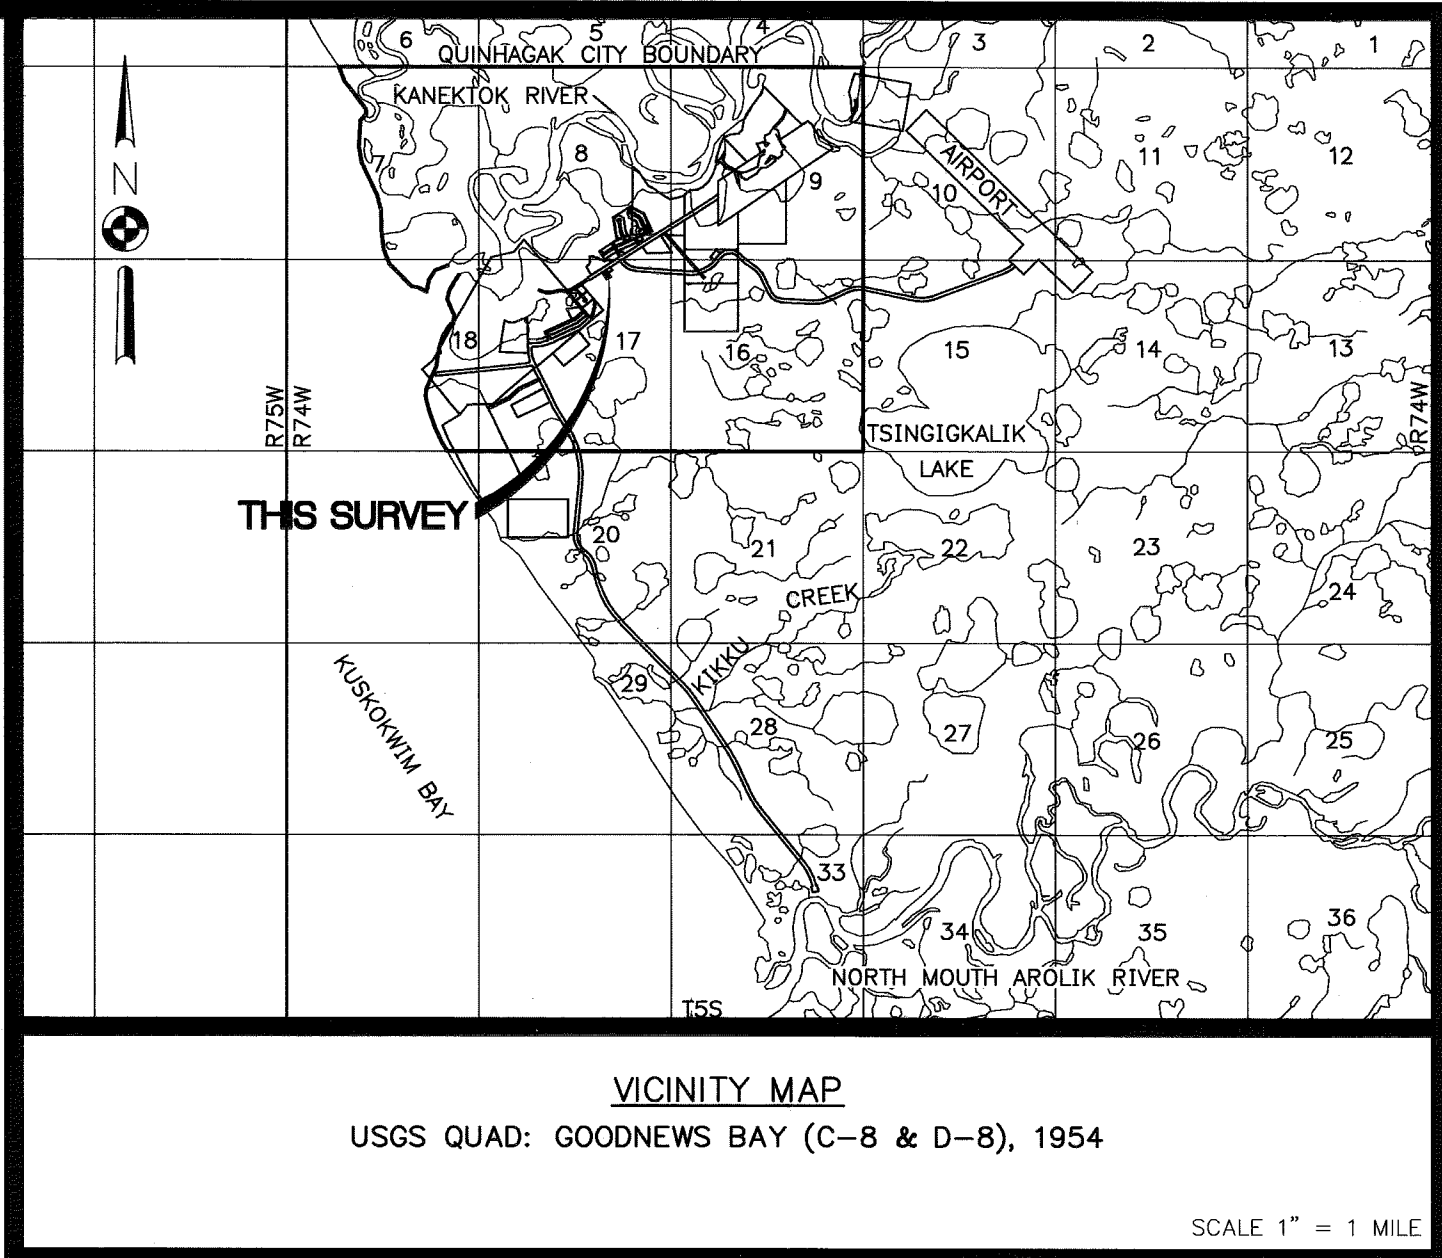 6
5
4
3
2
1
QUINHAGAK CITY BOUNDARY
KANEKTOK RIVER
N
7
8
9
10
AIRPORT
11
12
18
17
16
15
14
13
R75W
R74W
R74W
TSINGIGKALIK
LAKE
THIS SURVEY
20
21
22
23
24
CREEK
KIKKU
KUSKOKWIM BAY
29
28
27
26
25
33
34
35
36
NORTH MOUTH AROLIK RIVER
T5S
VICINITY MAP
USGS QUAD: GOODNEWS BAY (C-8 & D-8), 1954
SCALE 1" = 1 MILE